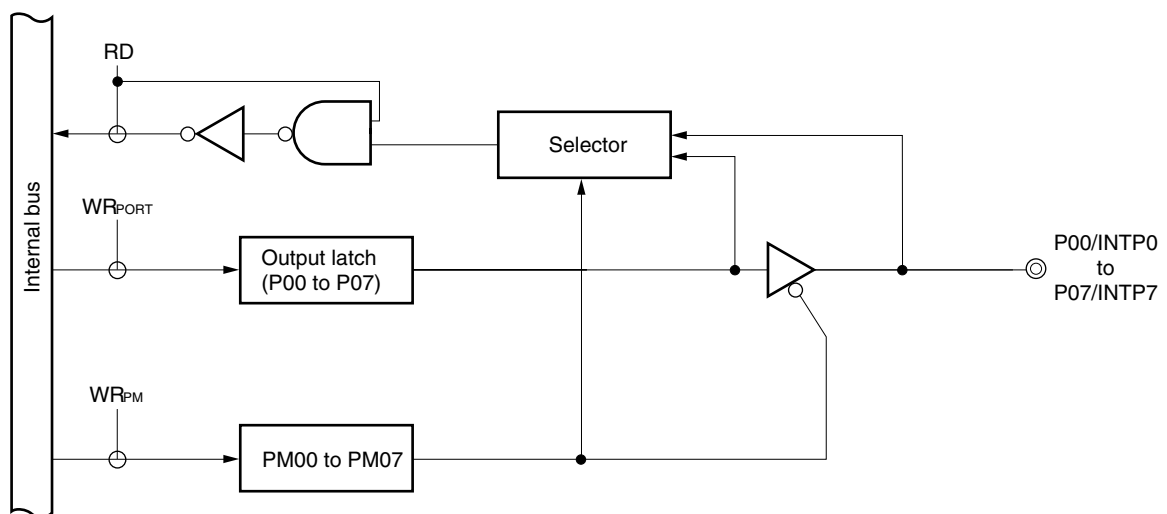 RD
Selector
Internal bus
WRPORT
Output latch
(P00 to P07)
P00/INTP0
to
P07/INTP7
WRPM
PM00 to PM07